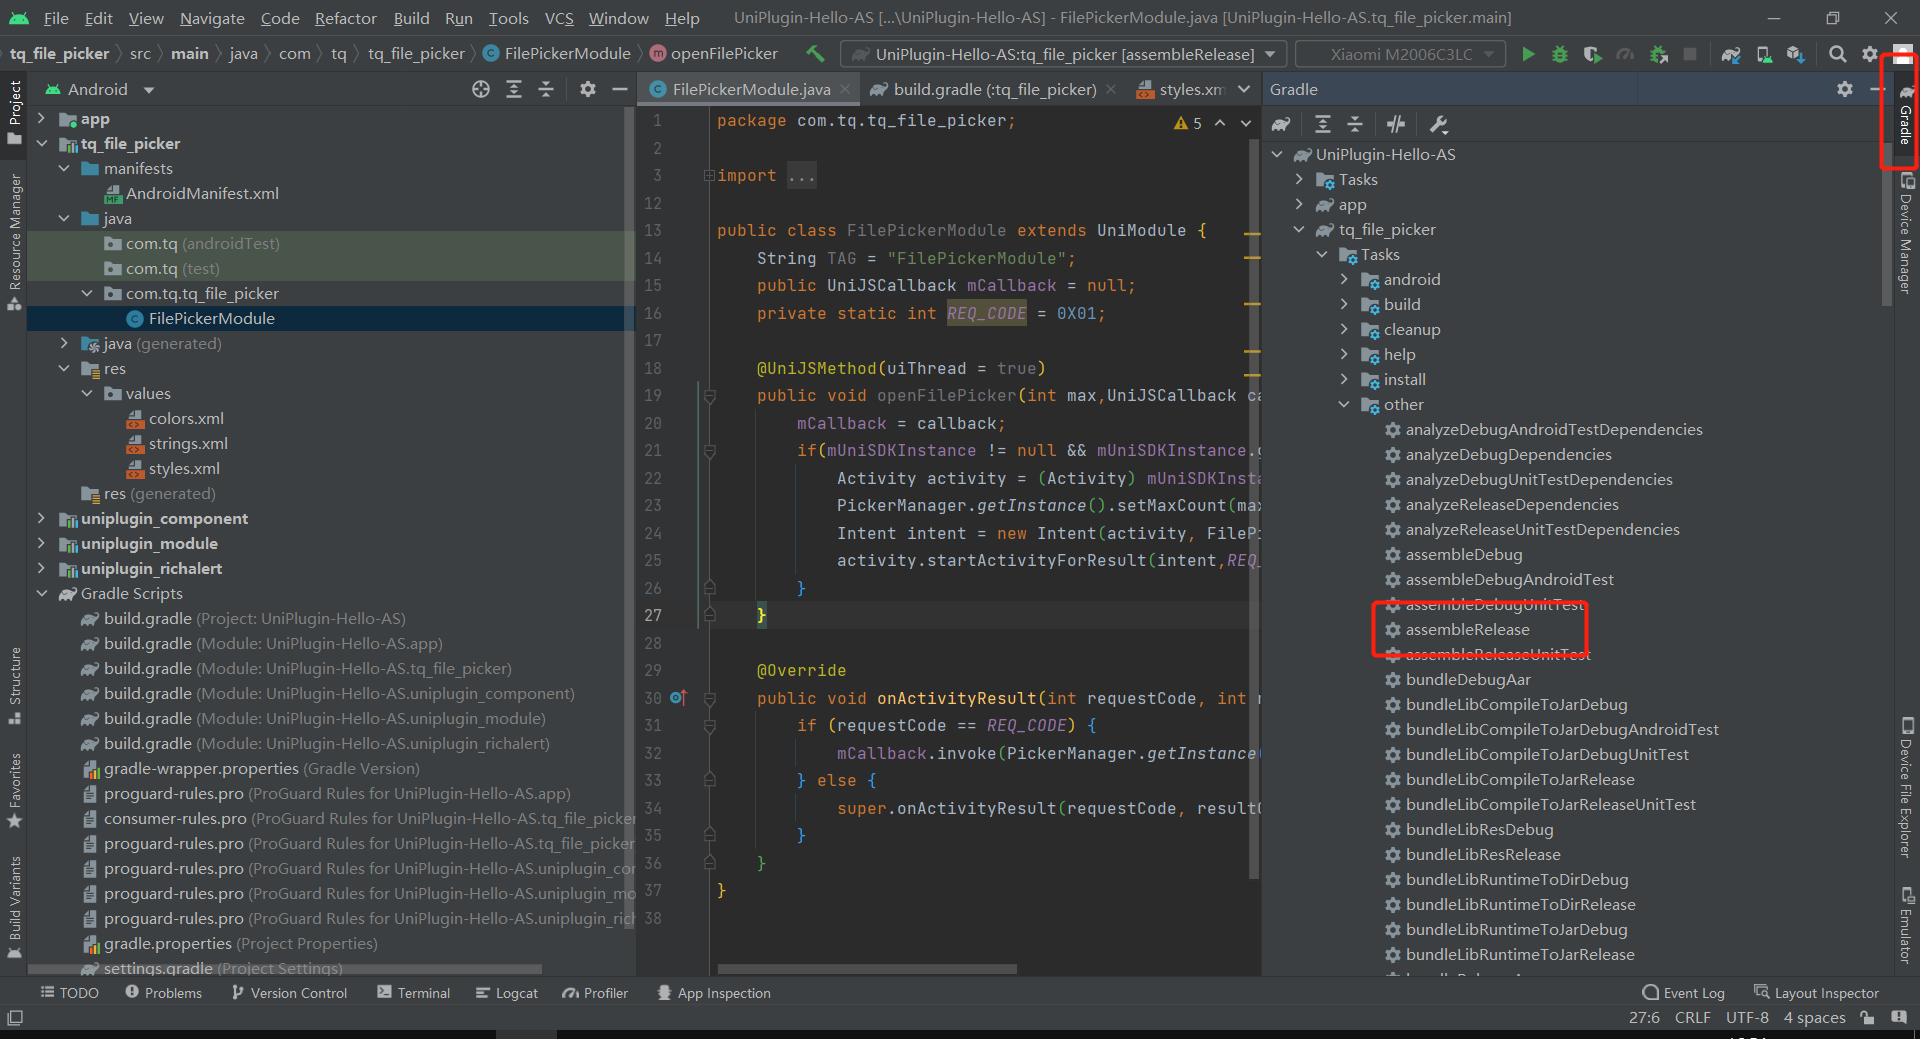 File Edit View Navigate Code Refactor Build Run Tools VCS Window Help UniPlugin-Hello-AS [...\UniPlugin-Hello-AS] - FilePickerModule.java [UniPlugin-Hello-AS.tq_file_picker.main]
tq_file_picker src main java com tq tq_file_picker FilePickerModule openFilePicker UniPlugin-Hello-AS:tq_file_picker [assembleRelease] Xiaomi M2006C3LC
Project
Resource Manager
Structure
Favorites
Build Variants
Android
app
tq_file_picker
manifests
AndroidManifest.xml
java
com.tq (androidTest)
com.tq (test)
com.tq.tq_file_picker
FilePickerModule
java (generated)
res
values
colors.xml
strings.xml
styles.xml
res (generated)
uniplugin_component
uniplugin_module
uniplugin_richalert
Gradle Scripts
build.gradle (Project: UniPlugin-Hello-AS)
build.gradle (Module: UniPlugin-Hello-AS.app)
build.gradle (Module: UniPlugin-Hello-AS.tq_file_picker)
build.gradle (Module: UniPlugin-Hello-AS.uniplugin_component)
build.gradle (Module: UniPlugin-Hello-AS.uniplugin_module)
build.gradle (Module: UniPlugin-Hello-AS.uniplugin_richalert)
gradle-wrapper.properties (Gradle Version)
proguard-rules.pro (ProGuard Rules for UniPlugin-Hello-AS.app)
consumer-rules.pro (ProGuard Rules for UniPlugin-Hello-AS.tq_file_picker
proguard-rules.pro (ProGuard Rules for UniPlugin-Hello-AS.tq_file_picker
proguard-rules.pro (ProGuard Rules for UniPlugin-Hello-AS.uniplugin_cor
proguard-rules.pro (ProGuard Rules for UniPlugin-Hello-AS.uniplugin_mo
proguard-rules.pro (ProGuard Rules for UniPlugin-Hello-AS.uniplugin_rich
gradle.properties (Project Properties)
settings.gradle (Project Settings)
FilePickerModule.java build.gradle (:tq_file_picker) styles.xm
5
1 package com.tq.tq_file_picker;
2
3 import ...
12
13 public class FilePickerModule extends UniModule {
14 String TAG = "FilePickerModule";
15 public UniJSCallback mCallback = null;
16 private static int REQ_CODE = 0X01;
17
18 @UniJSMethod(uiThread = true)
19 public void openFilePicker(int max,UniJSCallback ca
20 mCallback = callback;
21 if(mUniSDKInstance != null && mUniSDKInstance.g
22 Activity activity = (Activity) mUniSDKInsta
23 PickerManager.getInstance().setMaxCount(max
24 Intent intent = new Intent(activity, FilePi
25 activity.startActivityForResult(intent,REQ_
26 }
27 }
28
29 @Override
30 public void onActivityResult(int requestCode, int r
31 if (requestCode == REQ_CODE) {
32 mCallback.invoke(PickerManager.getInstance(
33 } else {
34 super.onActivityResult(requestCode, resultC
35 }
36 }
37 }
38
Gradle
UniPlugin-Hello-AS
Tasks
app
tq_file_picker
Tasks
android
build
cleanup
help
install
other
analyzeDebugAndroidTestDependencies
analyzeDebugDependencies
analyzeDebugUnitTestDependencies
analyzeReleaseDependencies
analyzeReleaseUnitTestDependencies
assembleDebug
assembleDebugAndroidTest
assembleDebugUnitTest
assembleRelease
assembleReleaseUnitTest
bundleDebugAar
bundleLibCompileToJarDebug
bundleLibCompileToJarDebugAndroidTest
bundleLibCompileToJarDebugUnitTest
bundleLibCompileToJarRelease
bundleLibCompileToJarReleaseUnitTest
bundleLibResDebug
bundleLibResRelease
bundleLibRuntimeToDirDebug
bundleLibRuntimeToDirRelease
bundleLibRuntimeToJarDebug
bundleLibRuntimeToJarRelease
Gradle
Device Manager
Device File Explorer
Emulator
TODO Problems Version Control Terminal Logcat Profiler App Inspection Event Log Layout Inspector
27:6 CRLF UTF-8 4 spaces